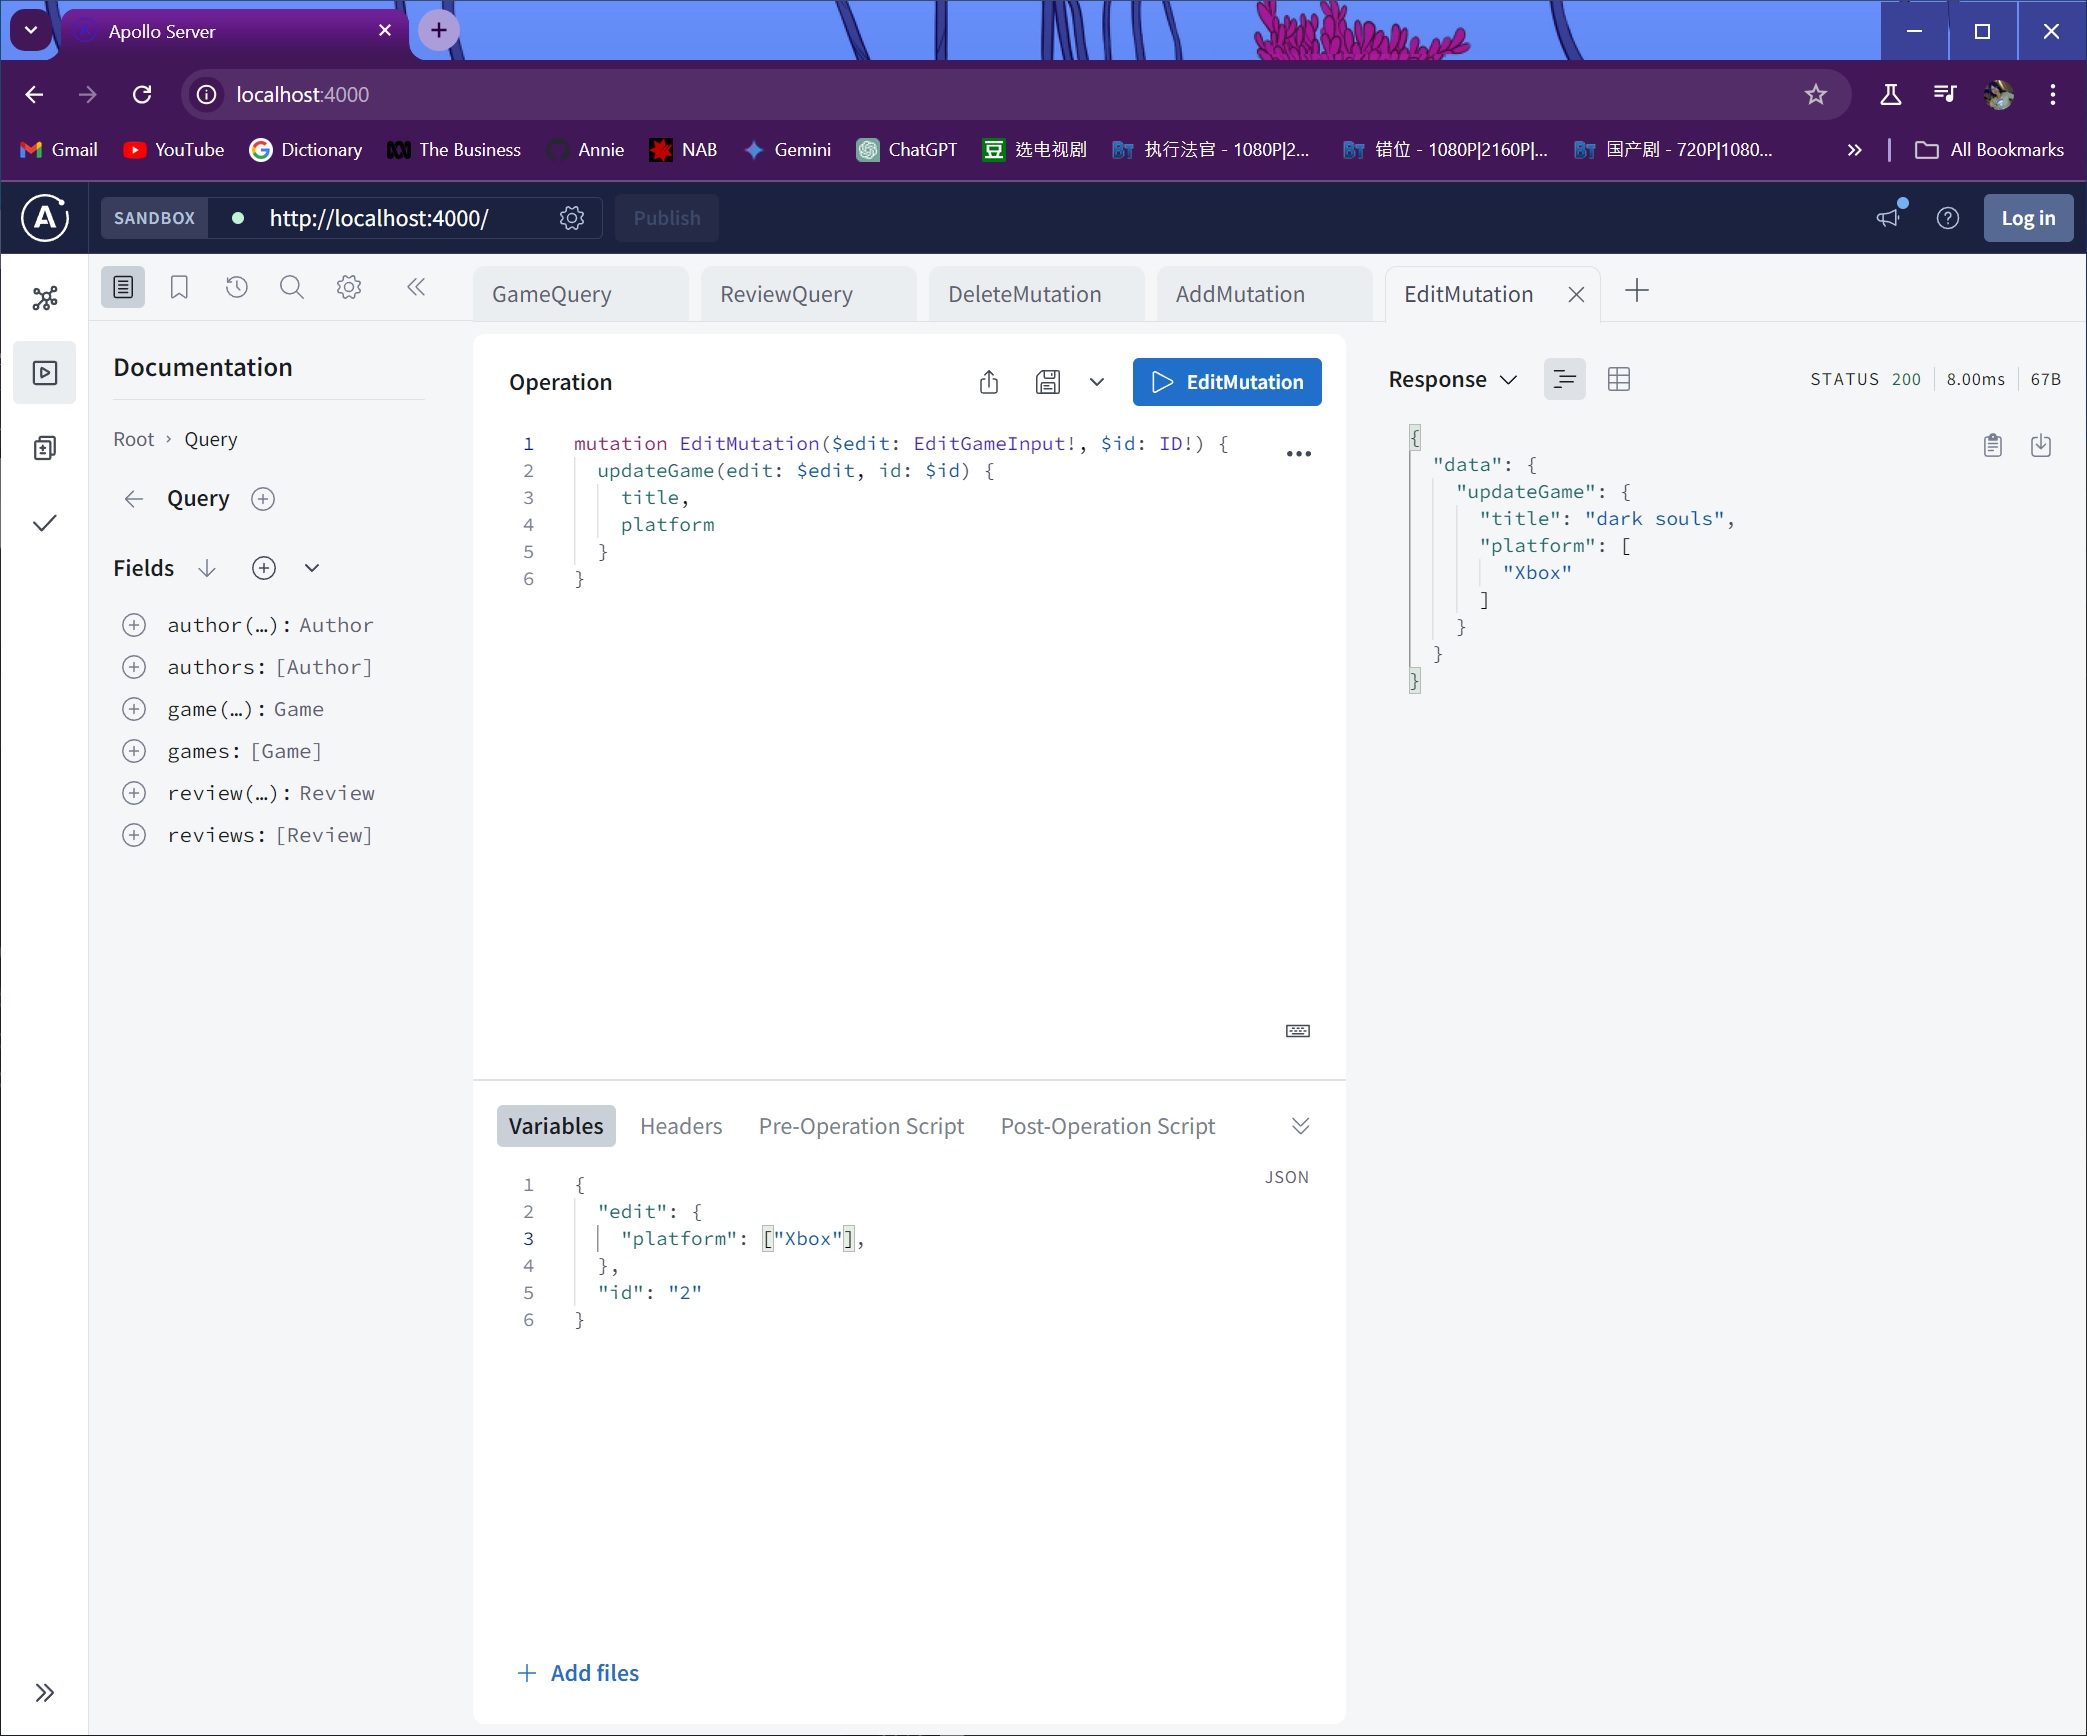 Apollo Server
localhost:4000
Gmail YouTube Dictionary The Business Annie NAB Gemini ChatGPT 选电视剧 执行法官 - 1080P|2... 错位 - 1080P|2160P|... 国产剧 - 720P|1080... All Bookmarks
SANDBOX http://localhost:4000/ Publish Log in
GameQuery ReviewQuery DeleteMutation AddMutation EditMutation
Documentation
Root › Query
Query
Fields
author(…): Author
authors: [Author]
game(…): Game
games: [Game]
review(…): Review
reviews: [Review]
Operation EditMutation
1 mutation EditMutation($edit: EditGameInput!, $id: ID!) {
2 updateGame(edit: $edit, id: $id) {
3 title,
4 platform
5 }
6 }
Variables Headers Pre-Operation Script Post-Operation Script
JSON
1 {
2 "edit": {
3 "platform": ["Xbox"],
4 },
5 "id": "2"
6 }
Add files
Response STATUS 200 8.00ms 67B
{
"data": {
"updateGame": {
"title": "dark souls",
"platform": [
"Xbox"
]
}
}
}